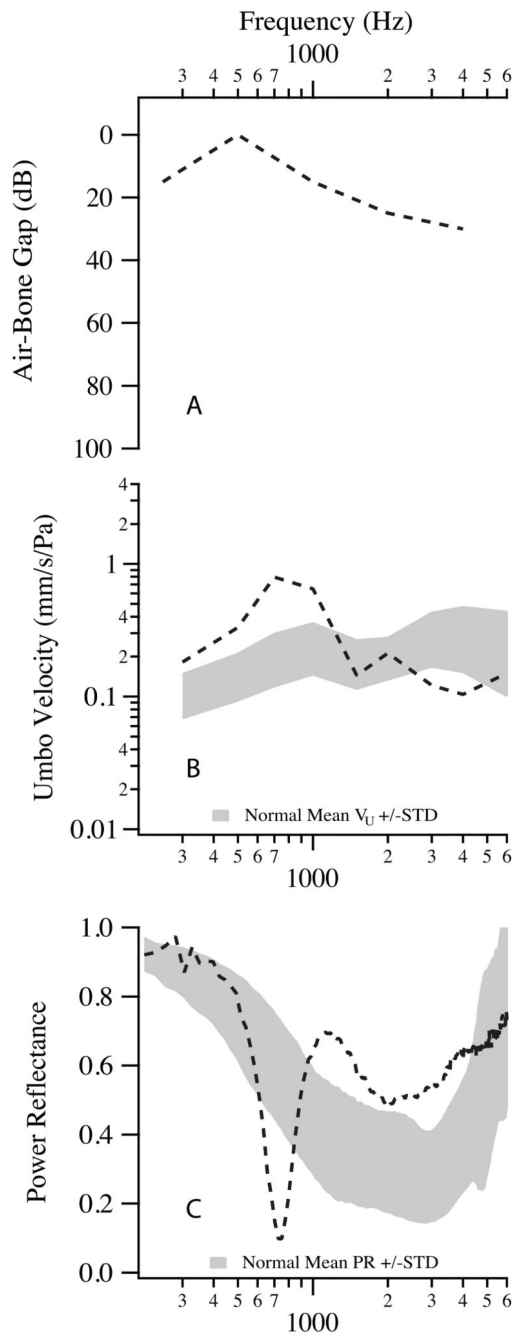 Frequency (Hz)
1000
3 4 5 6 7 2 3 4 5 6
Air-Bone Gap (dB)
0
20
40
60
80
100
A
Umbo Velocity (mm/s/Pa)
4
2
1
4
2
0.1
4
2
0.01
B
Normal Mean VU +/-STD
3 4 5 6 7 2 3 4 5 6
1000
Power Reflectance
1.0
0.8
0.6
0.4
0.2
0.0
C
Normal Mean PR +/-STD
3 4 5 6 7 2 3 4 5 6
1000